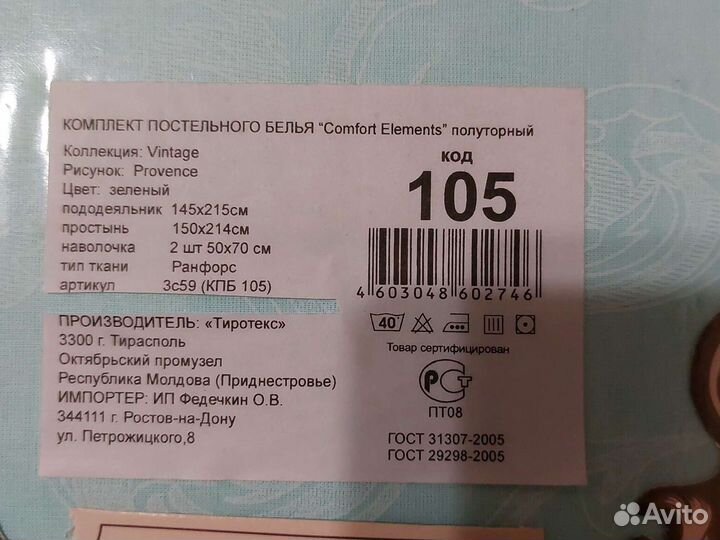 КОМПЛЕКТ ПОСТЕЛЬНОГО БЕЛЬЯ “Comfort Elements” полуторный
Коллекция: Vintage
Рисунок: Provence
Цвет: зеленый
пододеяльник 145x215см
простынь 150x214см
наволочка 2 шт 50x70 см
тип ткани Ранфорс
артикул 3с59 (КПБ 105)
код
105
4603048602746
40
Товар сертифицирован
РСТ
ПТ08
ГОСТ 31307-2005
ГОСТ 29298-2005
ПРОИЗВОДИТЕЛЬ: «Тиротекс»
3300 г. Тирасполь
Октябрьский промузел
Республика Молдова (Приднестровье)
ИМПОРТЕР: ИП Федечкин О.В.
344111 г. Ростов-на-Дону
ул. Петрожицкого,8
Avito